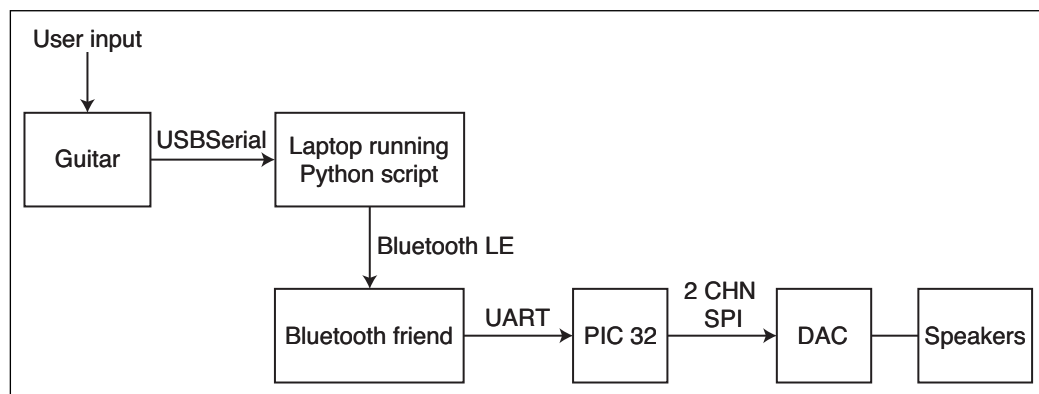 User input
Guitar
USBSerial
Laptop running
Python script
Bluetooth LE
Bluetooth friend
UART
PIC 32
2 CHN
SPI
DAC
Speakers